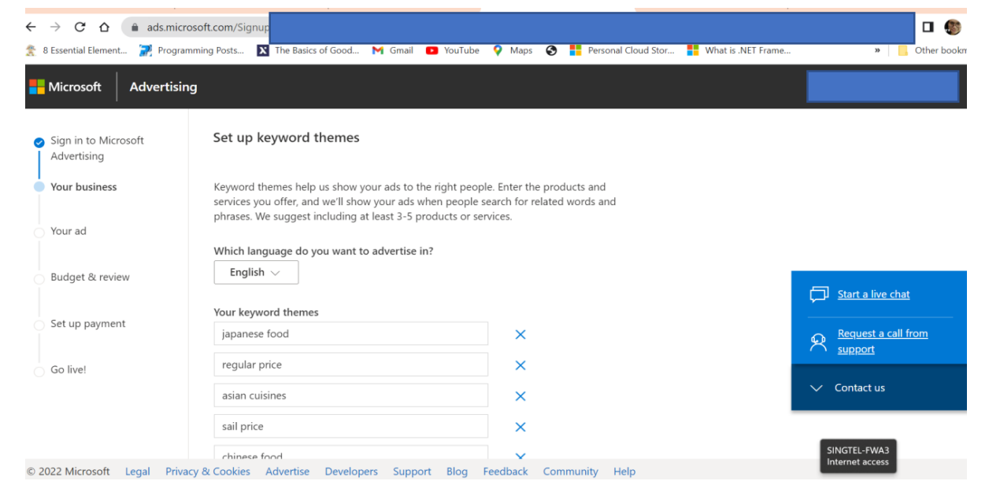 ads.microsoft.com/Signup
8 Essential Element... Programming Posts... The Basics of Good... Gmail YouTube Maps Personal Cloud Stor... What is .NET Frame... » Other bookm
Microsoft Advertising
Sign in to Microsoft
Advertising
Your business
Your ad
Budget & review
Set up payment
Go live!
Set up keyword themes
Keyword themes help us show your ads to the right people. Enter the products and
services you offer, and we'll show your ads when people search for related words and
phrases. We suggest including at least 3-5 products or services.
Which language do you want to advertise in?
English
Your keyword themes
japanese food
regular price
asian cuisines
sail price
chinese food
Start a live chat
Request a call from
support
Contact us
SINGTEL-FWA3
Internet access
© 2022 Microsoft Legal Privacy & Cookies Advertise Developers Support Blog Feedback Community Help